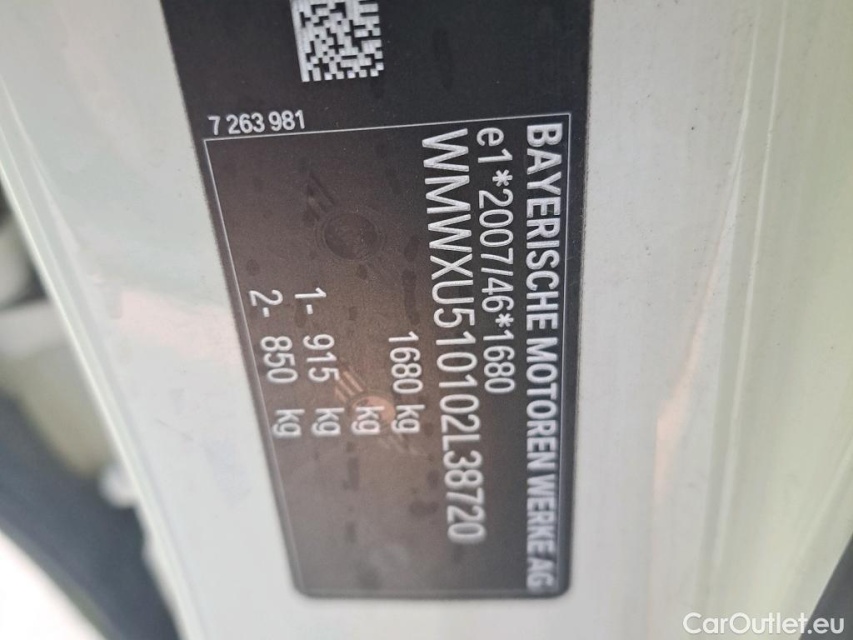 7 263 981
BAYERISCHE MOTOREN WERKE AG
e1*2007/46*1680
WMWXU510102L38720
1680 kg
kg
1- 915 kg
2- 850 kg
CarOutlet.eu